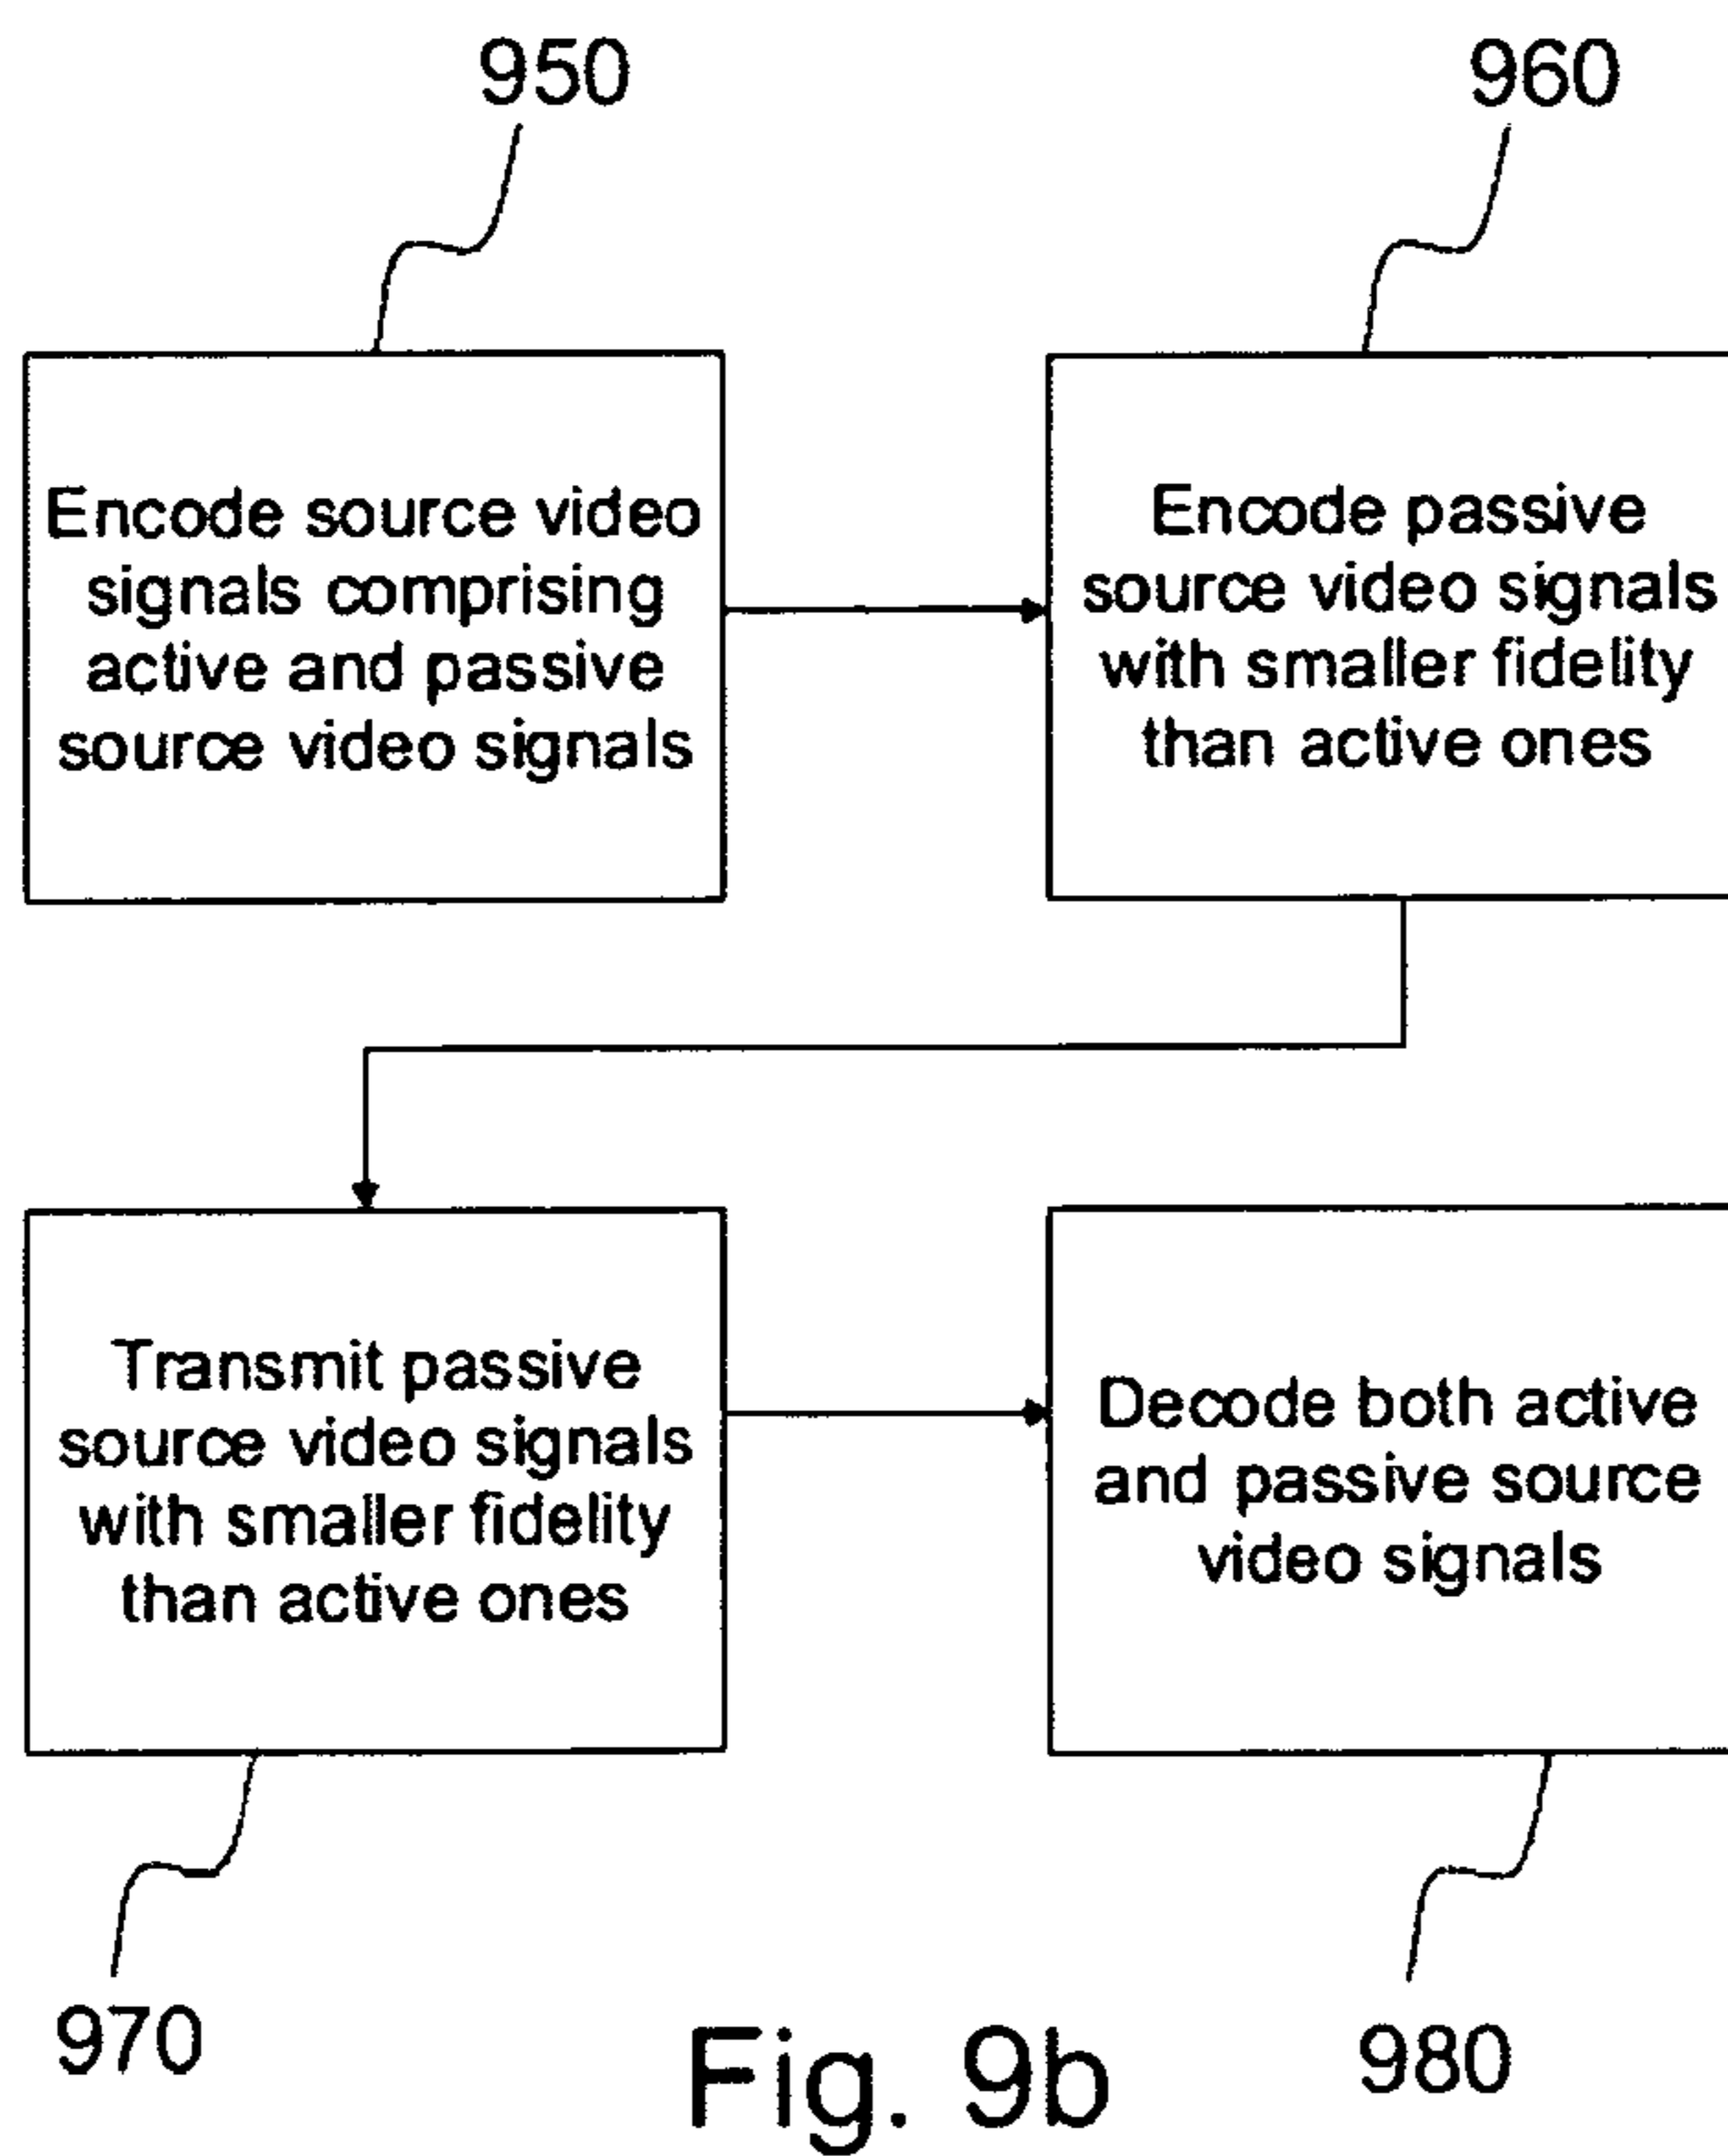 950
960
Encode source video
signals comprising
active and passive
source video signals
Encode passive
source video signals
with smaller fidelity
than active ones
Transmit passive
source video signals
with smaller fidelity
than active ones
Decode both active
and passive source
video signals
970
980
Fig. 9b